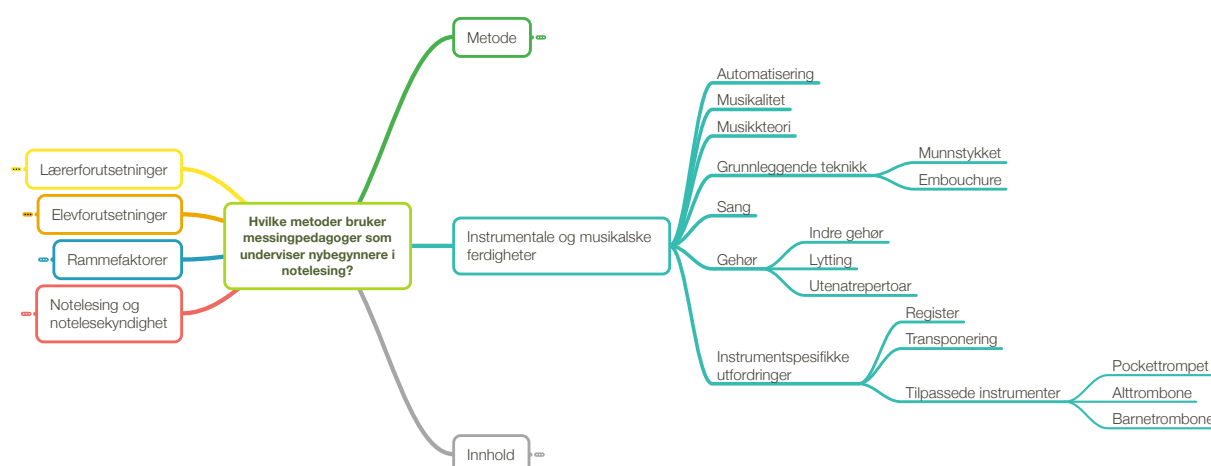 Metode
Lærerforutsetninger
Elevforutsetninger
Rammefaktorer
Notelesing og
notelesekyndighet
Hvilke metoder bruker
messingpedagoger som
underviser nybegynnere i
notelesing?
Instrumentale og musikalske
ferdigheter
Automatisering
Musikalitet
Musikkteori
Grunnleggende teknikk
Munnstykket
Embouchure
Sang
Gehør
Indre gehør
Lytting
Utenatrepertoar
Instrumentspesifikke
utfordringer
Register
Transponering
Tilpassede instrumenter
Pockettrompet
Alttrombone
Barnetrombone
Innhold